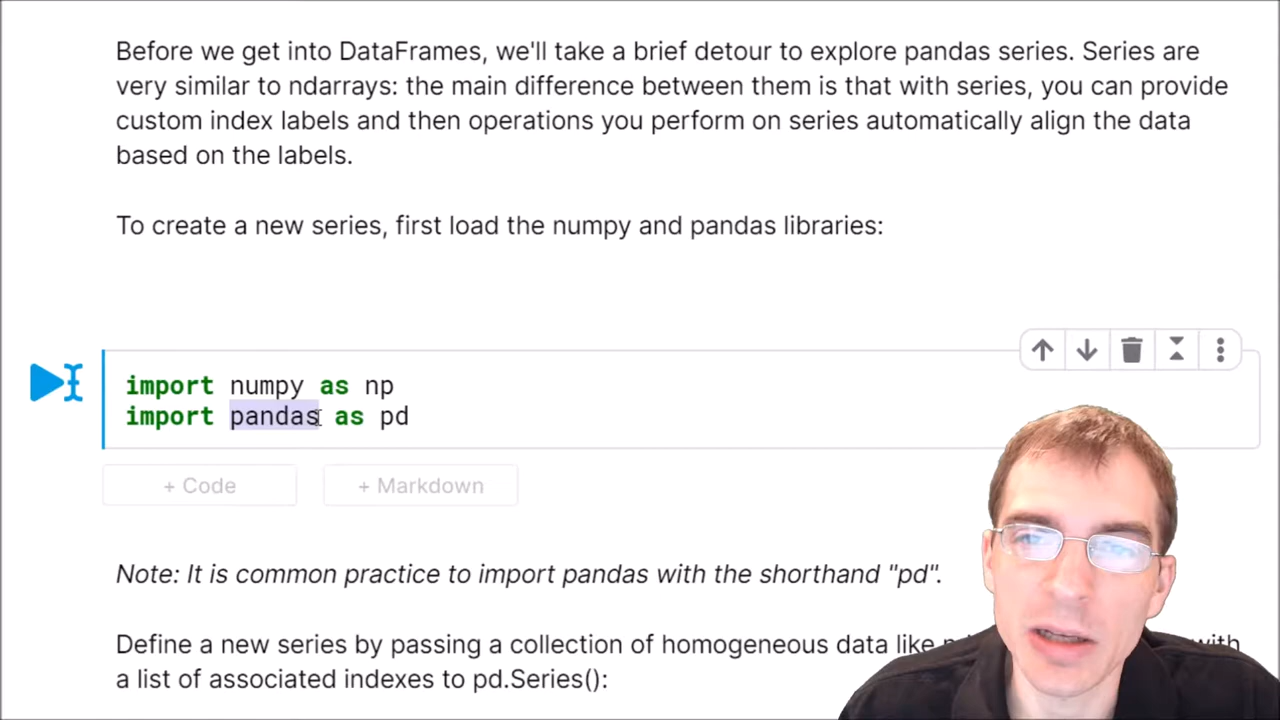 Before we get into DataFrames, we'll take a brief detour to explore pandas series. Series are
very similar to ndarrays: the main difference between them is that with series, you can provide
custom index labels and then operations you perform on series automatically align the data
based on the labels.
To create a new series, first load the numpy and pandas libraries:
import numpy as np
import pandas as pd
+ Code
+ Markdown
Note: It is common practice to import pandas with the shorthand "pd".
Define a new series by passing a collection of homogeneous data like
a list of associated indexes to pd.Series():